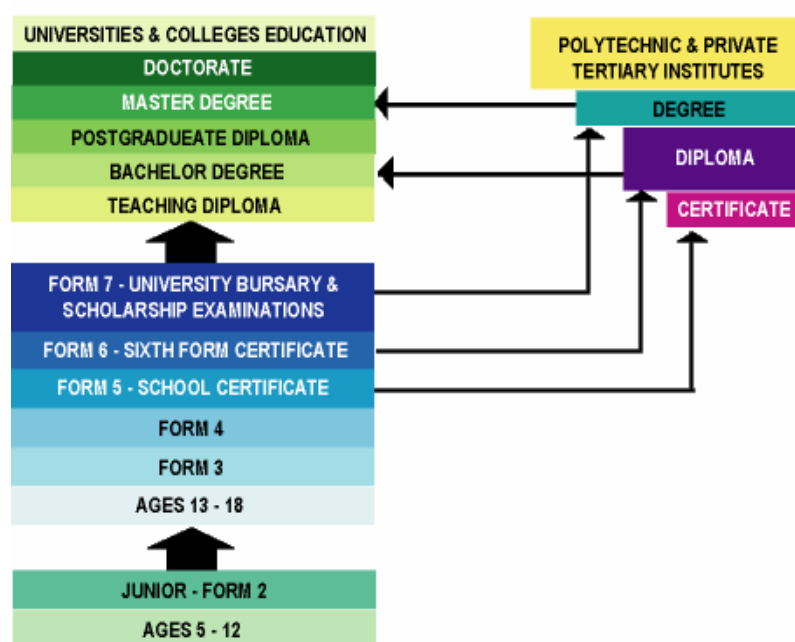 UNIVERSITIES & COLLEGES EDUCATION
DOCTORATE
MASTER DEGREE
POSTGRADUEATE DIPLOMA
BACHELOR DEGREE
TEACHING DIPLOMA
POLYTECHNIC & PRIVATE
TERTIARY INSTITUTES
DEGREE
DIPLOMA
CERTIFICATE
FORM 7 - UNIVERSITY BURSARY &
SCHOLARSHIP EXAMINATIONS
FORM 6 - SIXTH FORM CERTIFICATE
FORM 5 - SCHOOL CERTIFICATE
FORM 4
FORM 3
AGES 13 - 18
JUNIOR - FORM 2
AGES 5 - 12